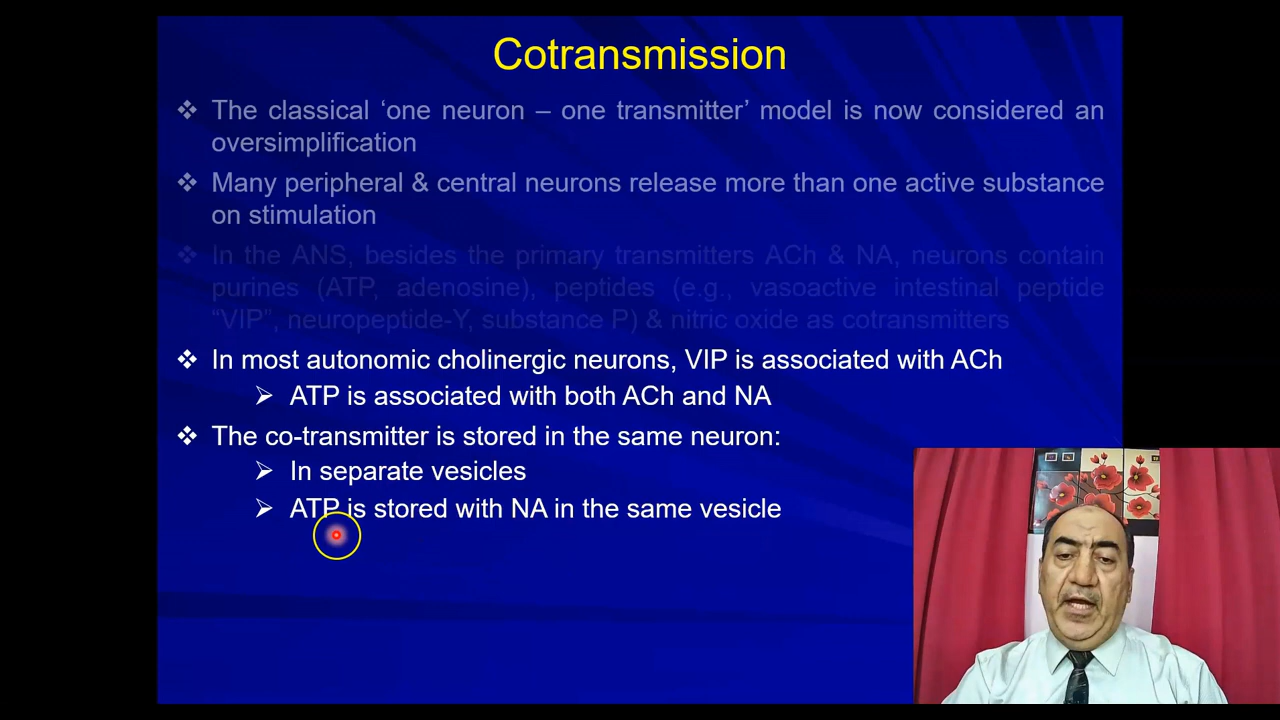 Cotransmission
❖ The classical ‘one neuron – one transmitter’ model is now considered an
oversimplification
❖ Many peripheral & central neurons release more than one active substance
on stimulation
❖ In the ANS, besides the primary transmitters ACh & NA, neurons contain
purines (ATP, adenosine), peptides (e.g., vasoactive intestinal peptide
“VIP”, neuropeptide-Y, substance P) & nitric oxide as cotransmitters
❖ In most autonomic cholinergic neurons, VIP is associated with ACh
➢ ATP is associated with both ACh and NA
❖ The co-transmitter is stored in the same neuron:
➢ In separate vesicles
➢ ATP is stored with NA in the same vesicle